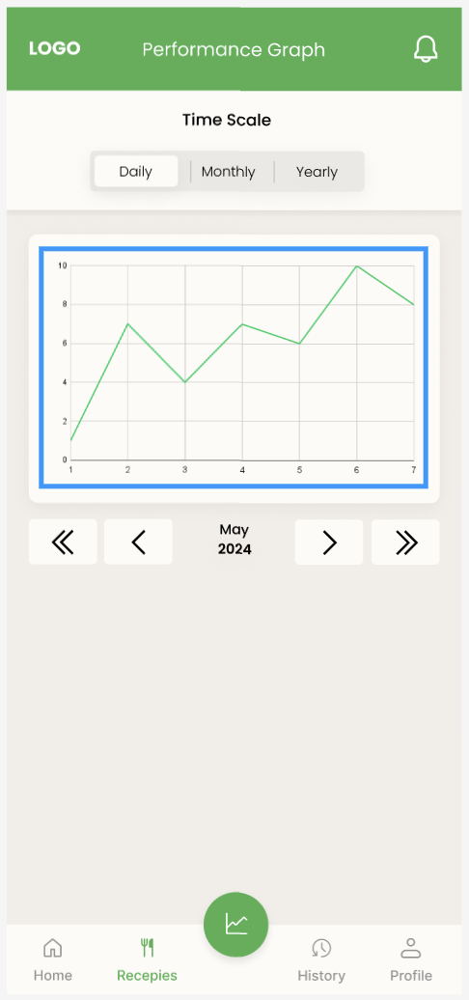 LOGO Performance Graph
Time Scale
Daily Monthly Yearly
10
8
6
4
2
0
1 2 3 4 5 6 7
May
2024
Home Recepies History Profile